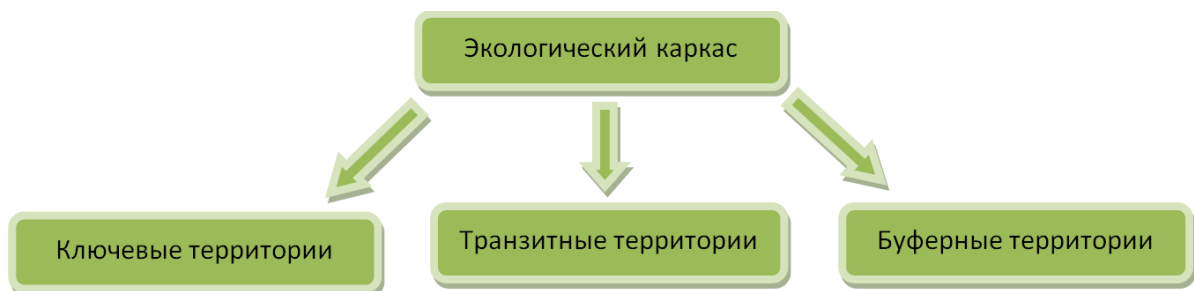 Экологический каркас
Ключевые территории
Транзитные территории
Буферные территории